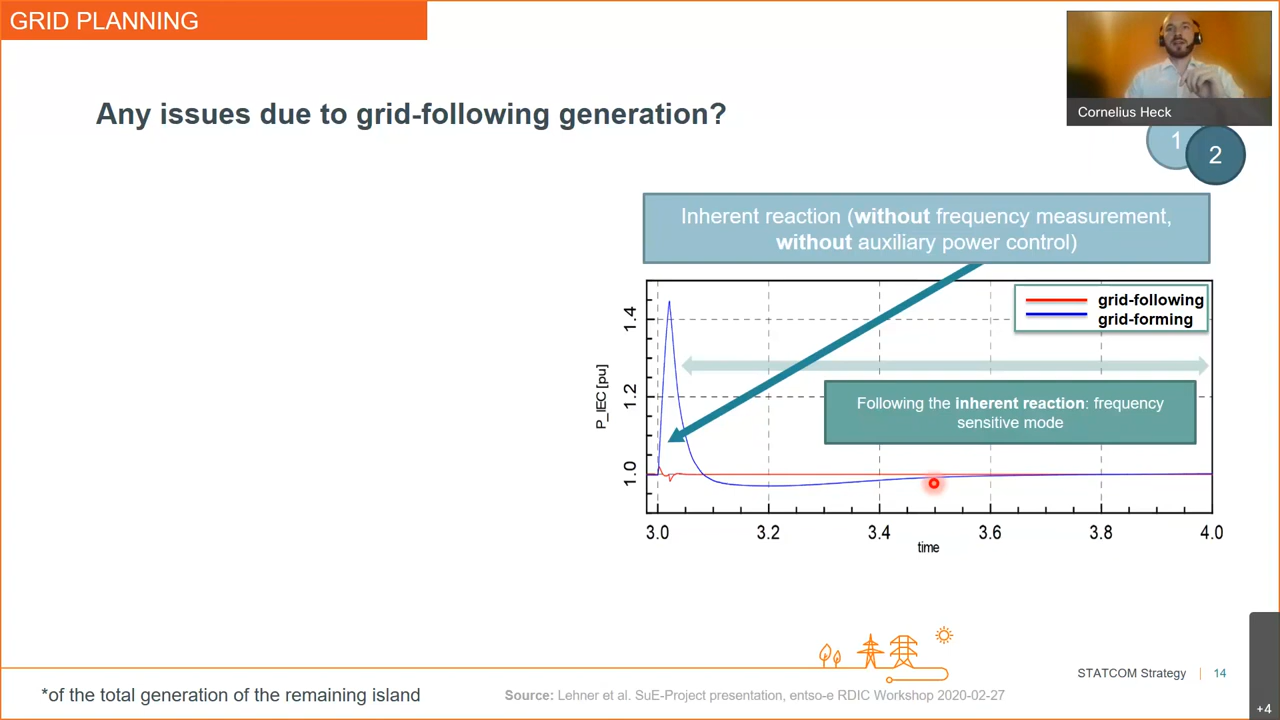 GRID PLANNING
Cornelius Heck
Any issues due to grid-following generation?
1
2
Inherent reaction (without frequency measurement,
without auxiliary power control)
grid-following
grid-forming
Following the inherent reaction: frequency
sensitive mode
P_IEC [pu]
1.4
1.2
1.0
3.0 3.2 3.4 3.6 3.8 4.0
time
STATCOM Strategy | 14
*of the total generation of the remaining island
Source: Lehner et al. SuE-Project presentation, entso-e RDIC Workshop 2020-02-27
+4